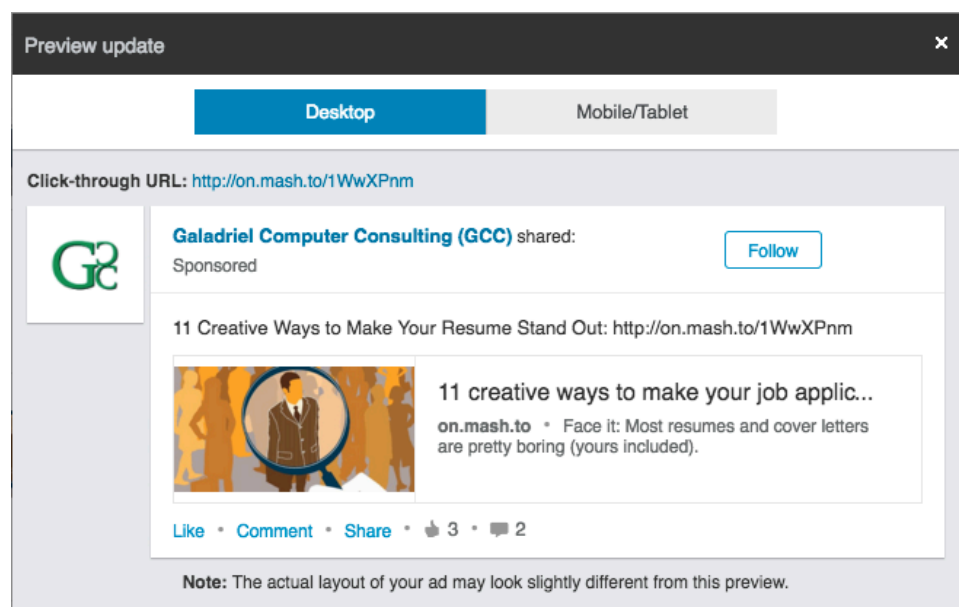 Preview update ×
Desktop Mobile/Tablet
Click-through URL: http://on.mash.to/1WwXPnm
GCC
Galadriel Computer Consulting (GCC) shared:
Sponsored
Follow
11 Creative Ways to Make Your Resume Stand Out: http://on.mash.to/1WwXPnm
11 creative ways to make your job applic...
on.mash.to • Face it: Most resumes and cover letters
are pretty boring (yours included).
Like • Comment • Share • 3 • 2
Note: The actual layout of your ad may look slightly different from this preview.